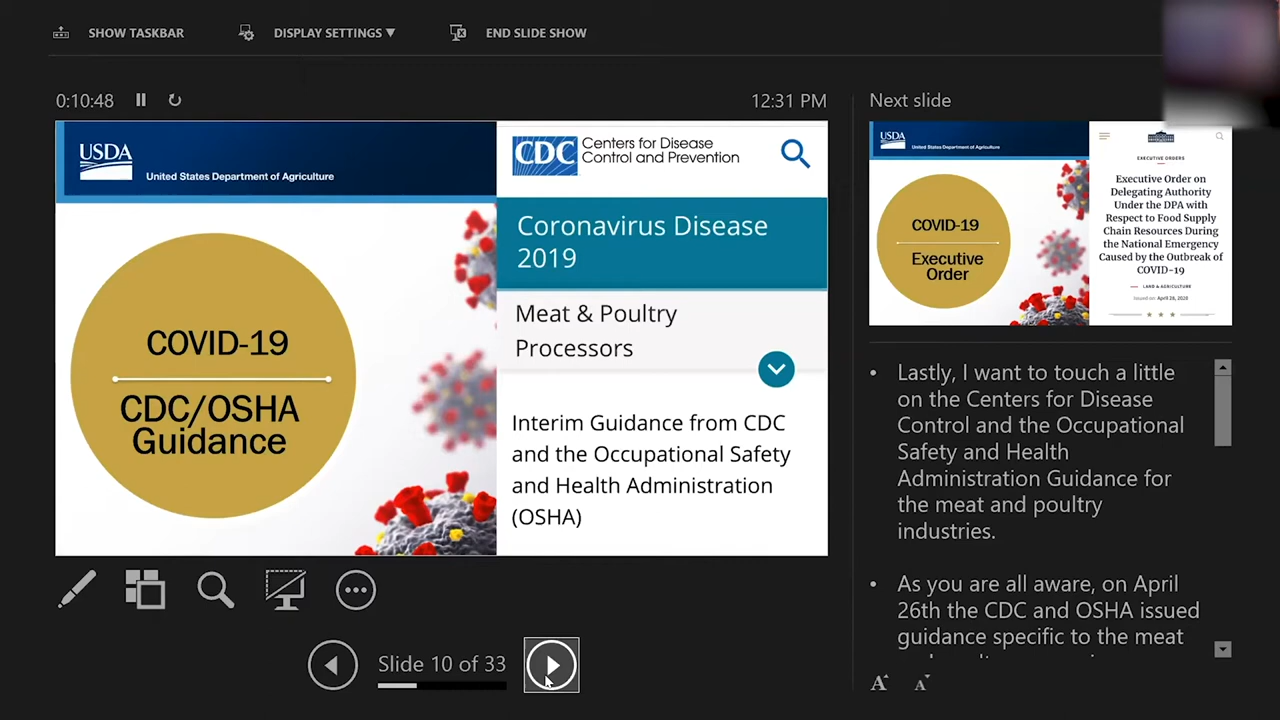 SHOW TASKBAR
DISPLAY SETTINGS ▼
END SLIDE SHOW
0:10:48
12:31 PM
USDA
United States Department of Agriculture
COVID-19
CDC/OSHA
Guidance
CDC
Centers for Disease
Control and Prevention
Coronavirus Disease
2019
Meat & Poultry
Processors
Interim Guidance from CDC
and the Occupational Safety
and Health Administration
(OSHA)
Slide 10 of 33
Next slide
USDA
United States Department of Agriculture
COVID-19
Executive
Order
EXECUTIVE ORDERS
Executive Order on
Delegating Authority
Under the DPA with
Respect to Food Supply
Chain Resources During
the National Emergency
Caused by the Outbreak of
COVID-19
LAND & AGRICULTURE
Issued on: April 28, 2020
• Lastly, I want to touch a little
on the Centers for Disease
Control and the Occupational
Safety and Health
Administration Guidance for
the meat and poultry
industries.
• As you are all aware, on April
26th the CDC and OSHA issued
guidance specific to the meat
A A